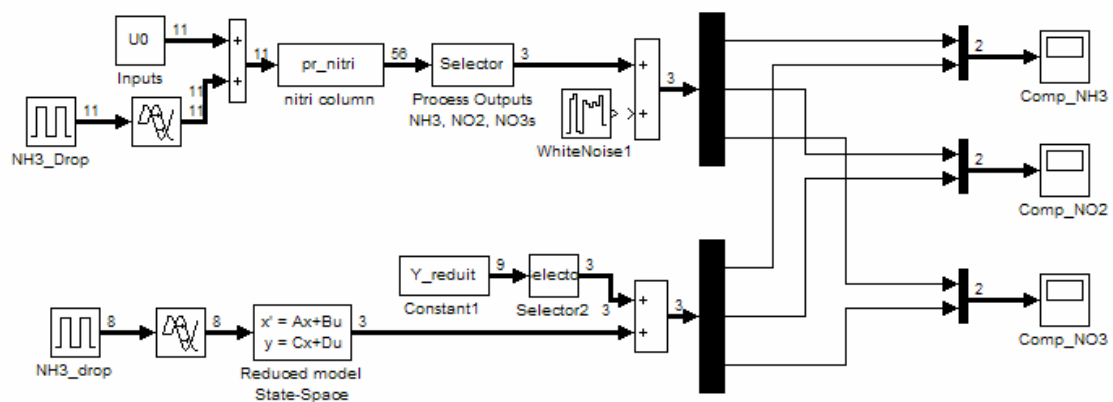 U0
11
Inputs
+
+
11
11
11
11
NH3_Drop
pr_nitri
nitri column
56
Selector
3
Process Outputs
NH3, NO2, NO3s
WhiteNoise1
+
+
3
2
Comp_NH3
2
Comp_NO2
2
Comp_NO3
Y_reduit
Constant1
9
electo
Selector2
3
3
+
+
3
8
NH3_drop
8
x' = Ax+Bu
y = Cx+Du
3
Reduced model
State-Space